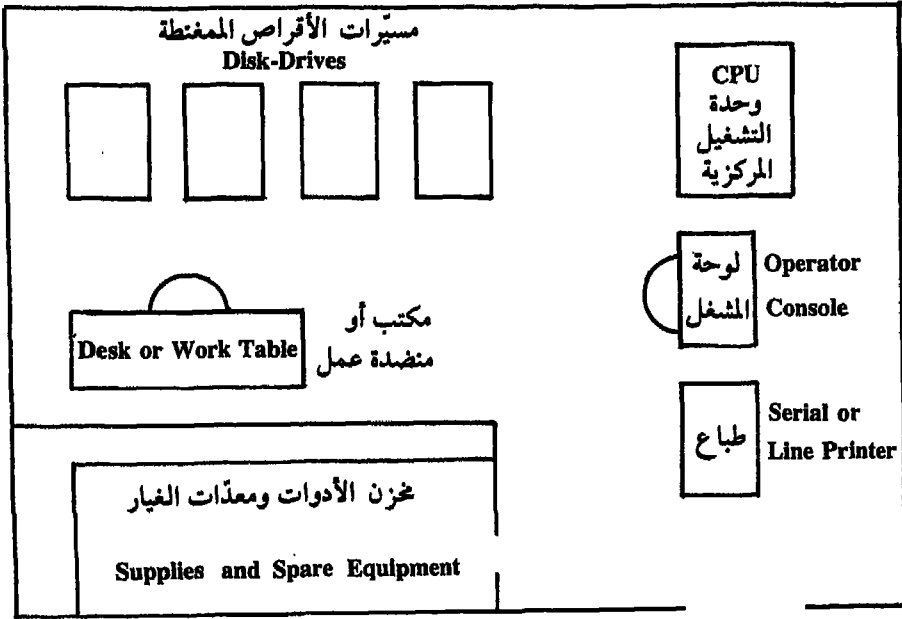 مسيّرات الأقراص الممغنطة
Disk-Drives
CPU
وحدة
التشغيل
المركزية
لوحة
المشغل
Operator
Console
Desk or Work Table
مكتب أو
منضدة عمل
طباع
Serial or
Line Printer
مخزن الأدوات ومعدّات الغيار
Supplies and Spare Equipment